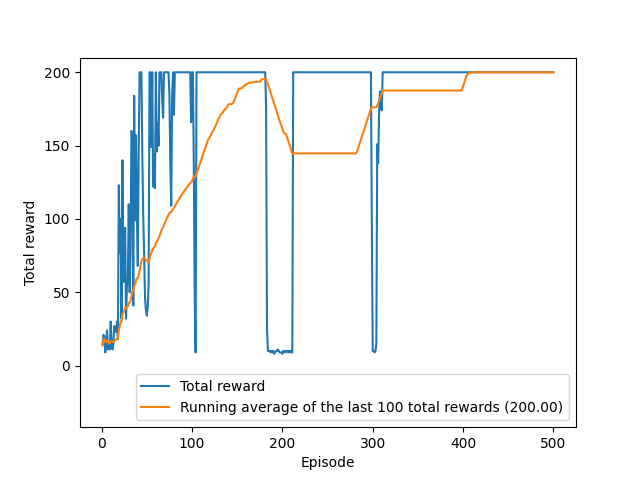 200
150
100
50
0
Total reward
Total reward
Running average of the last 100 total rewards (200.00)
0 100 200 300 400 500
Episode